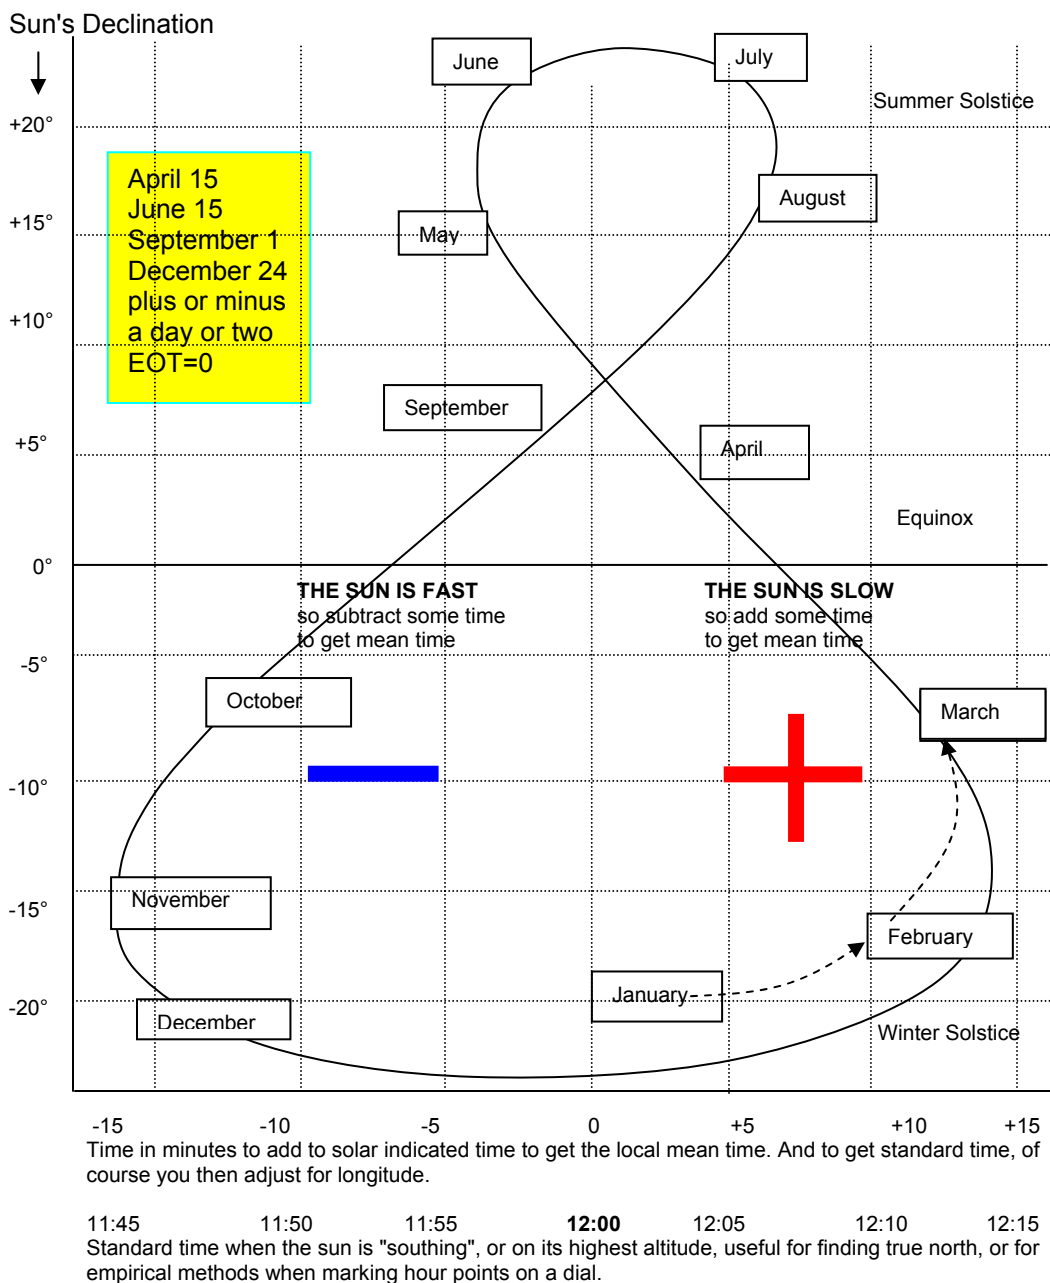 Sun's Declination
June
July
Summer Solstice
+20°
April 15
June 15
September 1
December 24
plus or minus
a day or two
EOT=0
August
+15°
May
+10°
September
+5°
April
Equinox
0°
THE SUN IS FAST
so subtract some time
to get mean time
THE SUN IS SLOW
so add some time
to get mean time
-5°
October
March
-10°
November
-15°
February
January
-20°
December
Winter Solstice
-15 -10 -5 0 +5 +10 +15
Time in minutes to add to solar indicated time to get the local mean time. And to get standard time, of
course you then adjust for longitude.
11:45 11:50 11:55 12:00 12:05 12:10 12:15
Standard time when the sun is "southing", or on its highest altitude, useful for finding true north, or for
empirical methods when marking hour points on a dial.